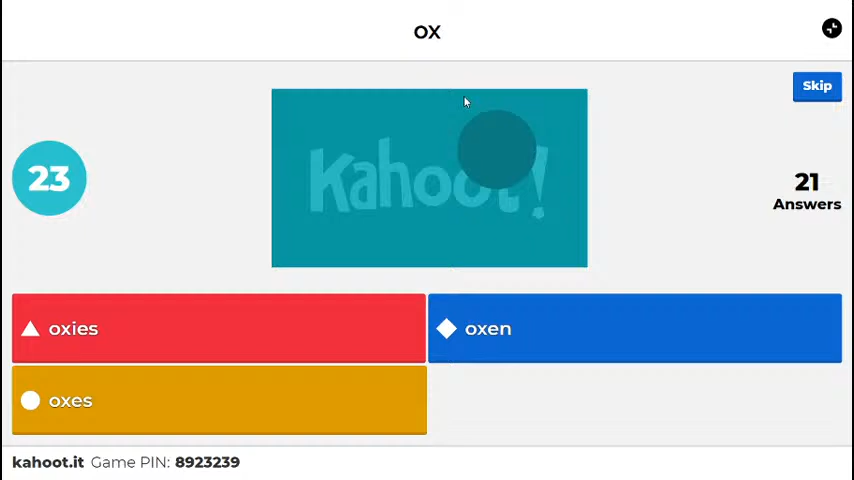 OX
Skip
23
Kahoot!
21
Answers
oxies
oxen
oxes
kahoot.it Game PIN: 8923239